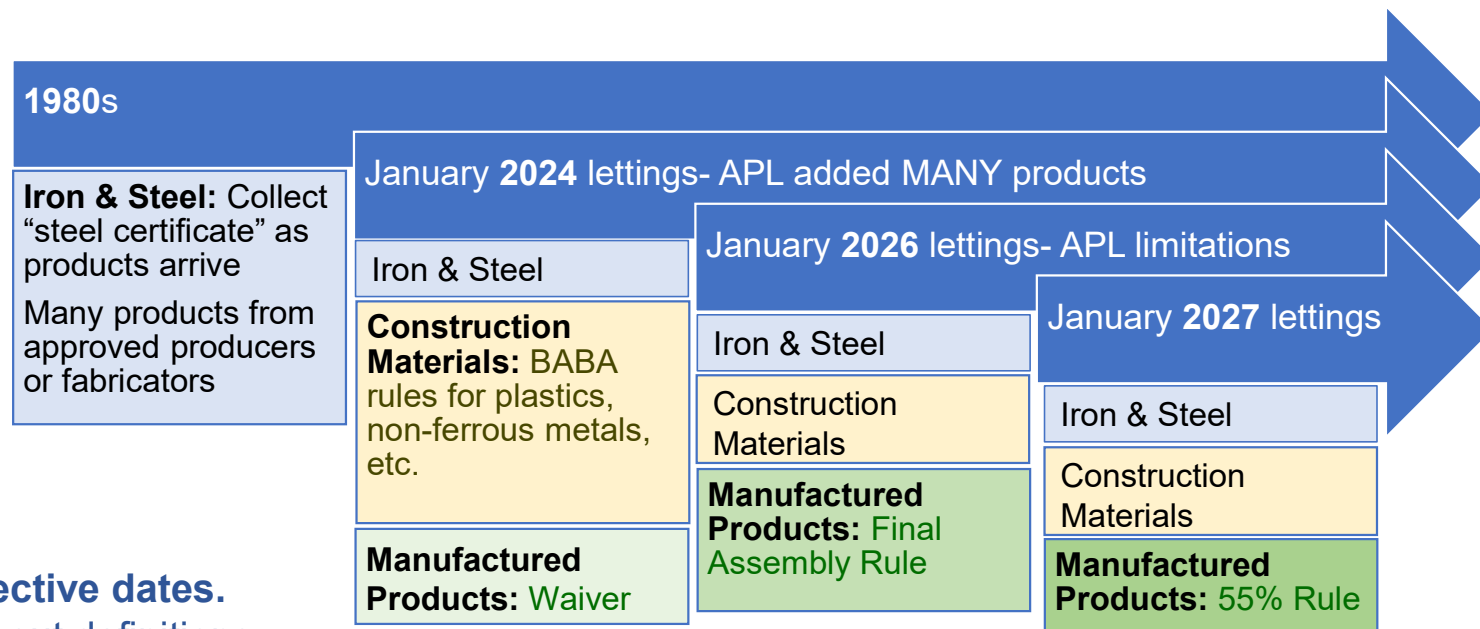 1980s
Iron & Steel: Collect
“steel certificate” as
products arrive
Many products from
approved producers
or fabricators
January 2024 lettings- APL added MANY products
Iron & Steel
Construction
Materials: BABA
rules for plastics,
non-ferrous metals,
etc.
Manufactured
Products: Waiver
January 2026 lettings- APL limitations
Iron & Steel
Construction
Materials
Manufactured
Products: Final
Assembly Rule
January 2027 lettings
Iron & Steel
Construction
Materials
Manufactured
Products: 55% Rule
ective dates.